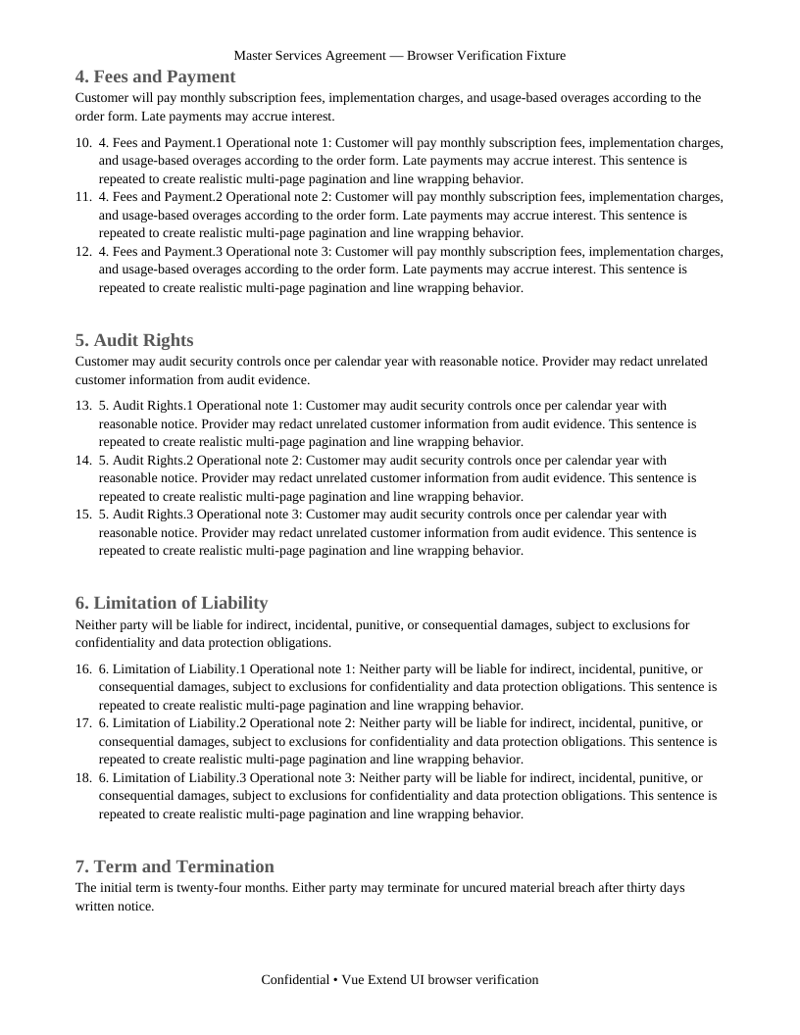 Master Services Agreement — Browser Verification Fixture
4. Fees and Payment
Customer will pay monthly subscription fees, implementation charges, and usage-based overages according to the
order form. Late payments may accrue interest.
10. 4. Fees and Payment.1 Operational note 1: Customer will pay monthly subscription fees, implementation charges,
and usage-based overages according to the order form. Late payments may accrue interest. This sentence is
repeated to create realistic multi-page pagination and line wrapping behavior.
11. 4. Fees and Payment.2 Operational note 2: Customer will pay monthly subscription fees, implementation charges,
and usage-based overages according to the order form. Late payments may accrue interest. This sentence is
repeated to create realistic multi-page pagination and line wrapping behavior.
12. 4. Fees and Payment.3 Operational note 3: Customer will pay monthly subscription fees, implementation charges,
and usage-based overages according to the order form. Late payments may accrue interest. This sentence is
repeated to create realistic multi-page pagination and line wrapping behavior.
5. Audit Rights
Customer may audit security controls once per calendar year with reasonable notice. Provider may redact unrelated
customer information from audit evidence.
13. 5. Audit Rights.1 Operational note 1: Customer may audit security controls once per calendar year with
reasonable notice. Provider may redact unrelated customer information from audit evidence. This sentence is
repeated to create realistic multi-page pagination and line wrapping behavior.
14. 5. Audit Rights.2 Operational note 2: Customer may audit security controls once per calendar year with
reasonable notice. Provider may redact unrelated customer information from audit evidence. This sentence is
repeated to create realistic multi-page pagination and line wrapping behavior.
15. 5. Audit Rights.3 Operational note 3: Customer may audit security controls once per calendar year with
reasonable notice. Provider may redact unrelated customer information from audit evidence. This sentence is
repeated to create realistic multi-page pagination and line wrapping behavior.
6. Limitation of Liability
Neither party will be liable for indirect, incidental, punitive, or consequential damages, subject to exclusions for
confidentiality and data protection obligations.
16. 6. Limitation of Liability.1 Operational note 1: Neither party will be liable for indirect, incidental, punitive, or
consequential damages, subject to exclusions for confidentiality and data protection obligations. This sentence is
repeated to create realistic multi-page pagination and line wrapping behavior.
17. 6. Limitation of Liability.2 Operational note 2: Neither party will be liable for indirect, incidental, punitive, or
consequential damages, subject to exclusions for confidentiality and data protection obligations. This sentence is
repeated to create realistic multi-page pagination and line wrapping behavior.
18. 6. Limitation of Liability.3 Operational note 3: Neither party will be liable for indirect, incidental, punitive, or
consequential damages, subject to exclusions for confidentiality and data protection obligations. This sentence is
repeated to create realistic multi-page pagination and line wrapping behavior.
7. Term and Termination
The initial term is twenty-four months. Either party may terminate for uncured material breach after thirty days
written notice.
Confidential • Vue Extend UI browser verification